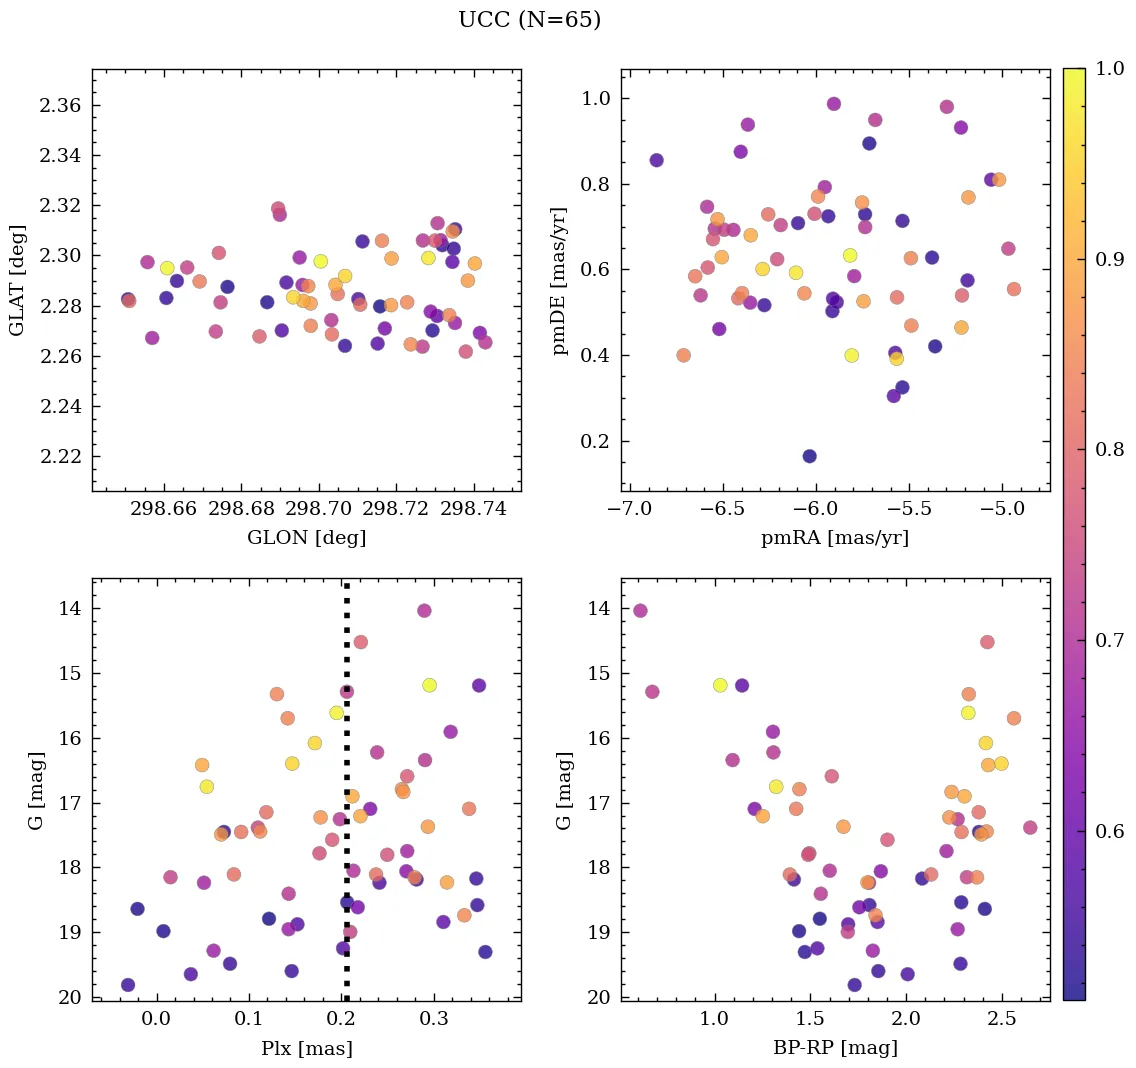 UCC (N=65)
2.36
2.34
2.32
2.30
2.28
2.26
2.24
2.22
GLAT [deg]
298.66 298.68 298.70 298.72 298.74
GLON [deg]
1.0
0.8
0.6
0.4
0.2
pmDE [mas/yr]
−7.0 −6.5 −6.0 −5.5 −5.0
pmRA [mas/yr]
14
15
16
17
18
19
20
G [mag]
0.0 0.1 0.2 0.3
Plx [mas]
14
15
16
17
18
19
20
G [mag]
1.0 1.5 2.0 2.5
BP-RP [mag]
1.0
0.9
0.8
0.7
0.6